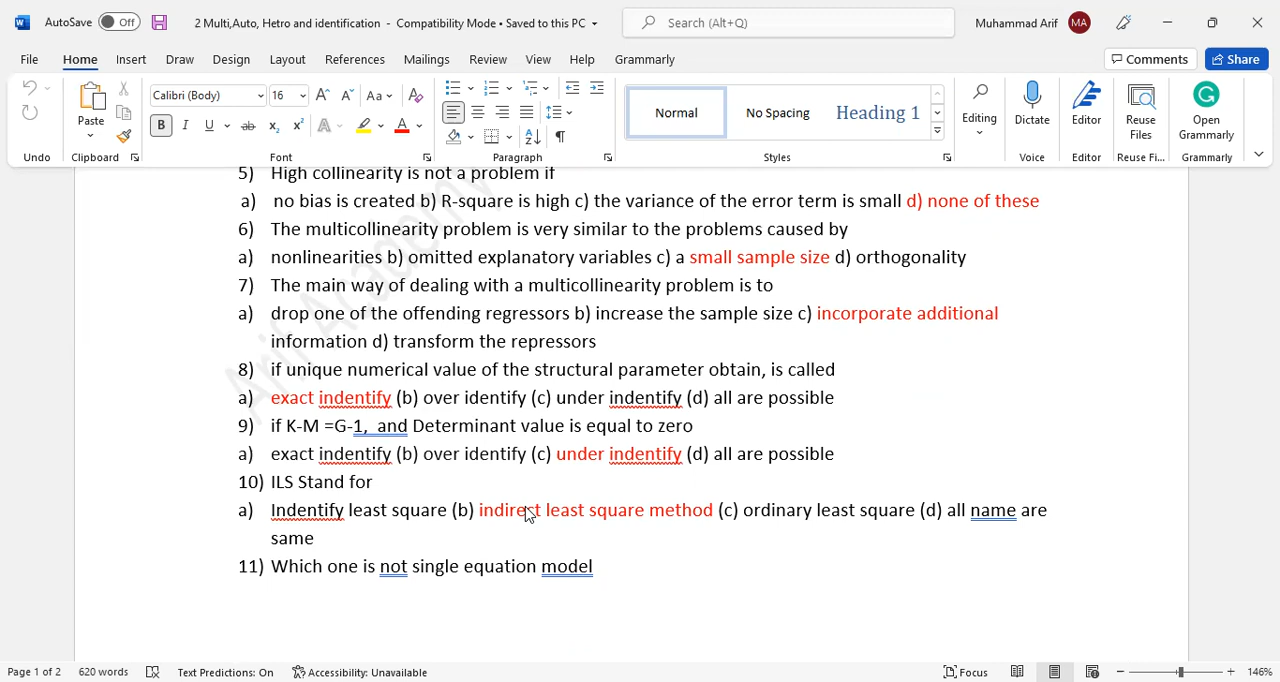 AutoSave Off 2 Multi,Auto, Hetro and identification - Compatibility Mode • Saved to this PC Search (Alt+Q) Muhammad Arif MA
File Home Insert Draw Design Layout References Mailings Review View Help Grammarly Comments Share
Paste Calibri (Body) 16 A A Aa A Normal No Spacing Heading 1 Editing Dictate Editor Reuse Files Open Grammarly
B I U ab x₂ x² A A
Undo Clipboard Font Paragraph Styles Voice Editor Reuse Fi... Grammarly
5) High collinearity is not a problem if
a) no bias is created b) R-square is high c) the variance of the error term is small d) none of these
6) The multicollinearity problem is very similar to the problems caused by
a) nonlinearities b) omitted explanatory variables c) a small sample size d) orthogonality
7) The main way of dealing with a multicollinearity problem is to
a) drop one of the offending regressors b) increase the sample size c) incorporate additional
information d) transform the repressors
8) if unique numerical value of the structural parameter obtain, is called
a) exact indentify (b) over identify (c) under indentify (d) all are possible
9) if K-M =G-1, and Determinant value is equal to zero
a) exact indentify (b) over identify (c) under indentify (d) all are possible
10) ILS Stand for
a) Indentify least square (b) indirect least square method (c) ordinary least square (d) all name are
same
11) Which one is not single equation model
Arif Academy
Page 1 of 2 620 words Text Predictions: On Accessibility: Unavailable Focus 146%